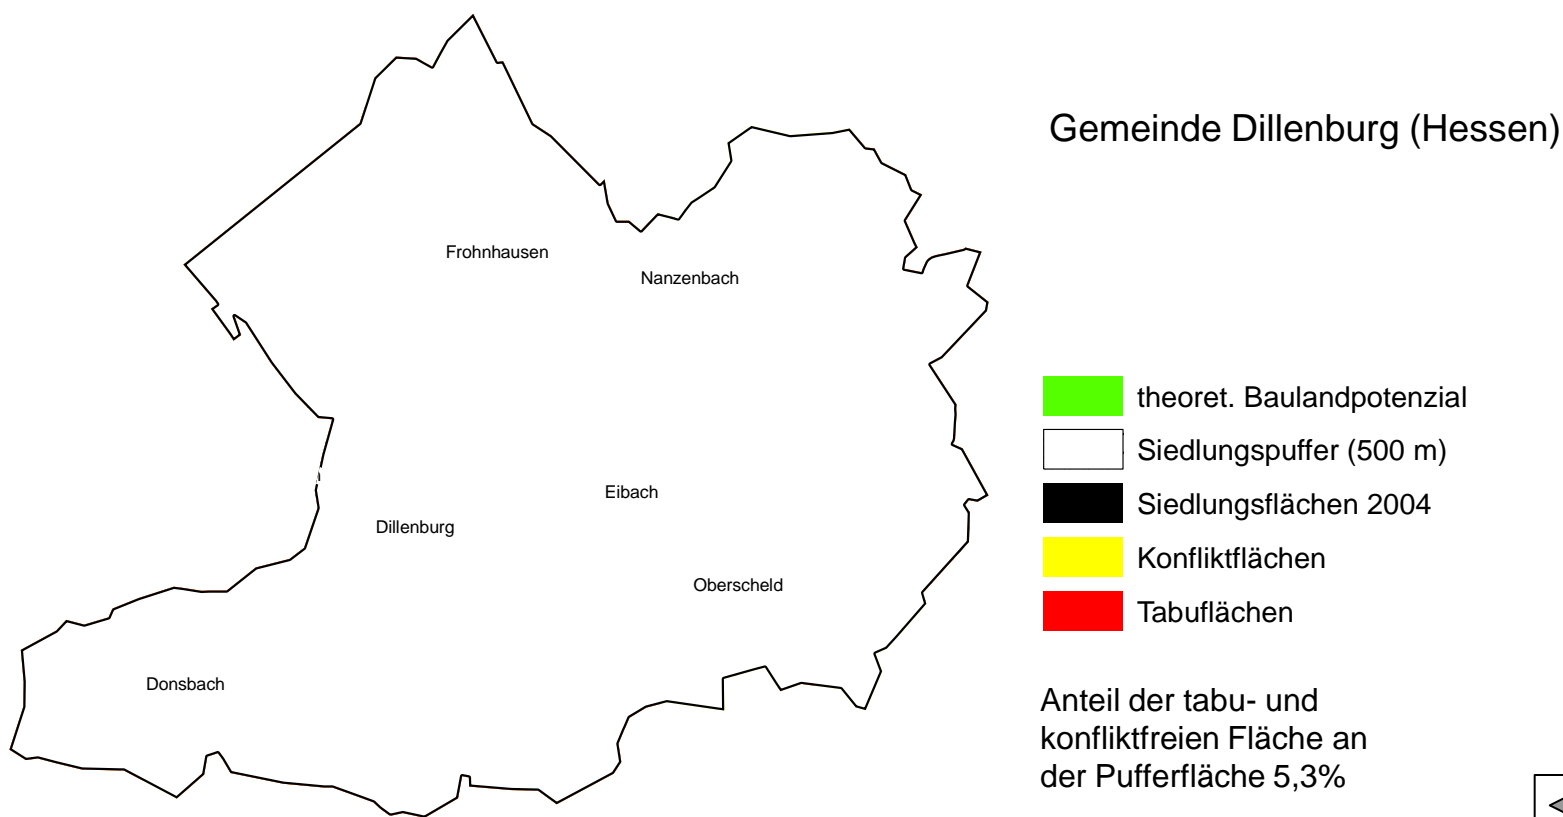 Gemeinde Dillenburg (Hessen)
Frohnhausen
Nanzenbach
theoret. Baulandpotenzial
Siedlungspuffer (500 m)
Eibach
Siedlungsflächen 2004
Dillenburg
Konfliktflächen
Oberscheld
Tabuflächen
Donsbach
Anteil der tabu- und
konfliktfreien Fläche an
der Pufferfläche 5,3%